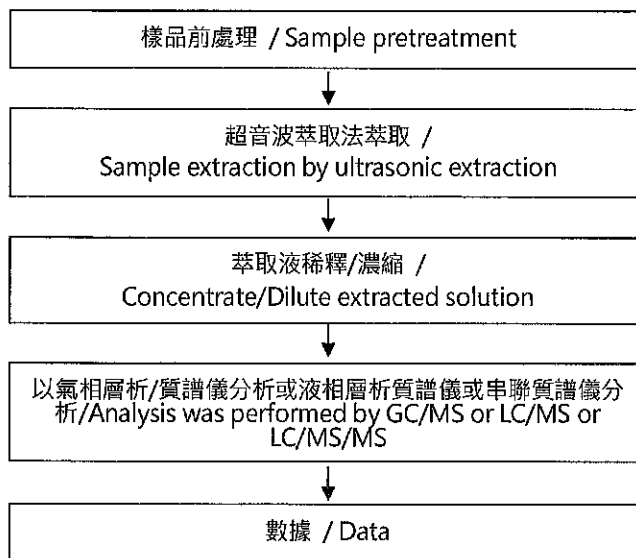 樣品前處理 / Sample pretreatment
超音波萃取法萃取 /
Sample extraction by ultrasonic extraction
萃取液稀釋/濃縮 /
Concentrate/Dilute extracted solution
以氣相層析/質譜儀分析或液相層析質譜儀或串聯質譜儀分
析/Analysis was performed by GC/MS or LC/MS or
LC/MS/MS
數據 / Data